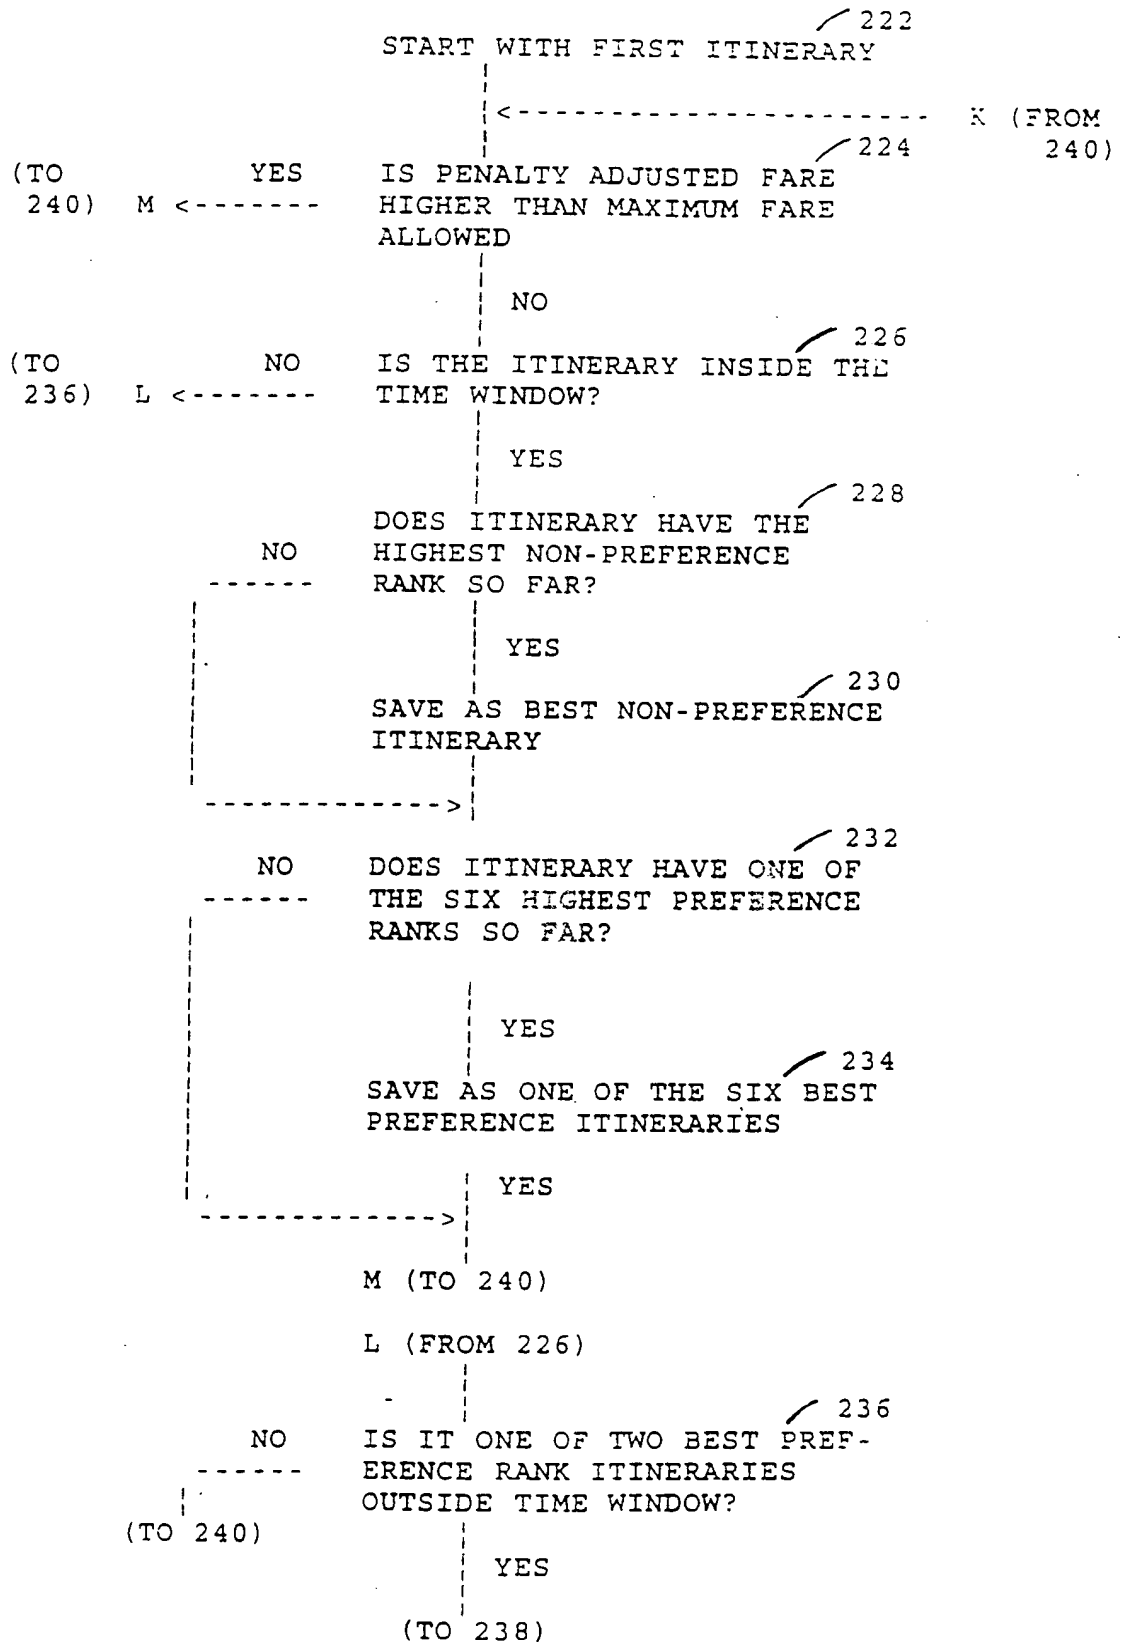 222
START WITH FIRST ITINERARY
K (FROM
240)
224
(TO YES IS PENALTY ADJUSTED FARE
240) M <------- HIGHER THAN MAXIMUM FARE
ALLOWED
NO
226
(TO NO IS THE ITINERARY INSIDE THE
236) L <------- TIME WINDOW?
YES
228
DOES ITINERARY HAVE THE
NO HIGHEST NON-PREFERENCE
RANK SO FAR?
YES
230
SAVE AS BEST NON-PREFERENCE
ITINERARY
232
NO DOES ITINERARY HAVE ONE OF
THE SIX HIGHEST PREFERENCE
RANKS SO FAR?
YES
234
SAVE AS ONE OF THE SIX BEST
PREFERENCE ITINERARIES
YES
M (TO 240)
L (FROM 226)
236
NO IS IT ONE OF TWO BEST PREF-
ERENCE RANK ITINERARIES
OUTSIDE TIME WINDOW?
(TO 240)
YES
(TO 238)